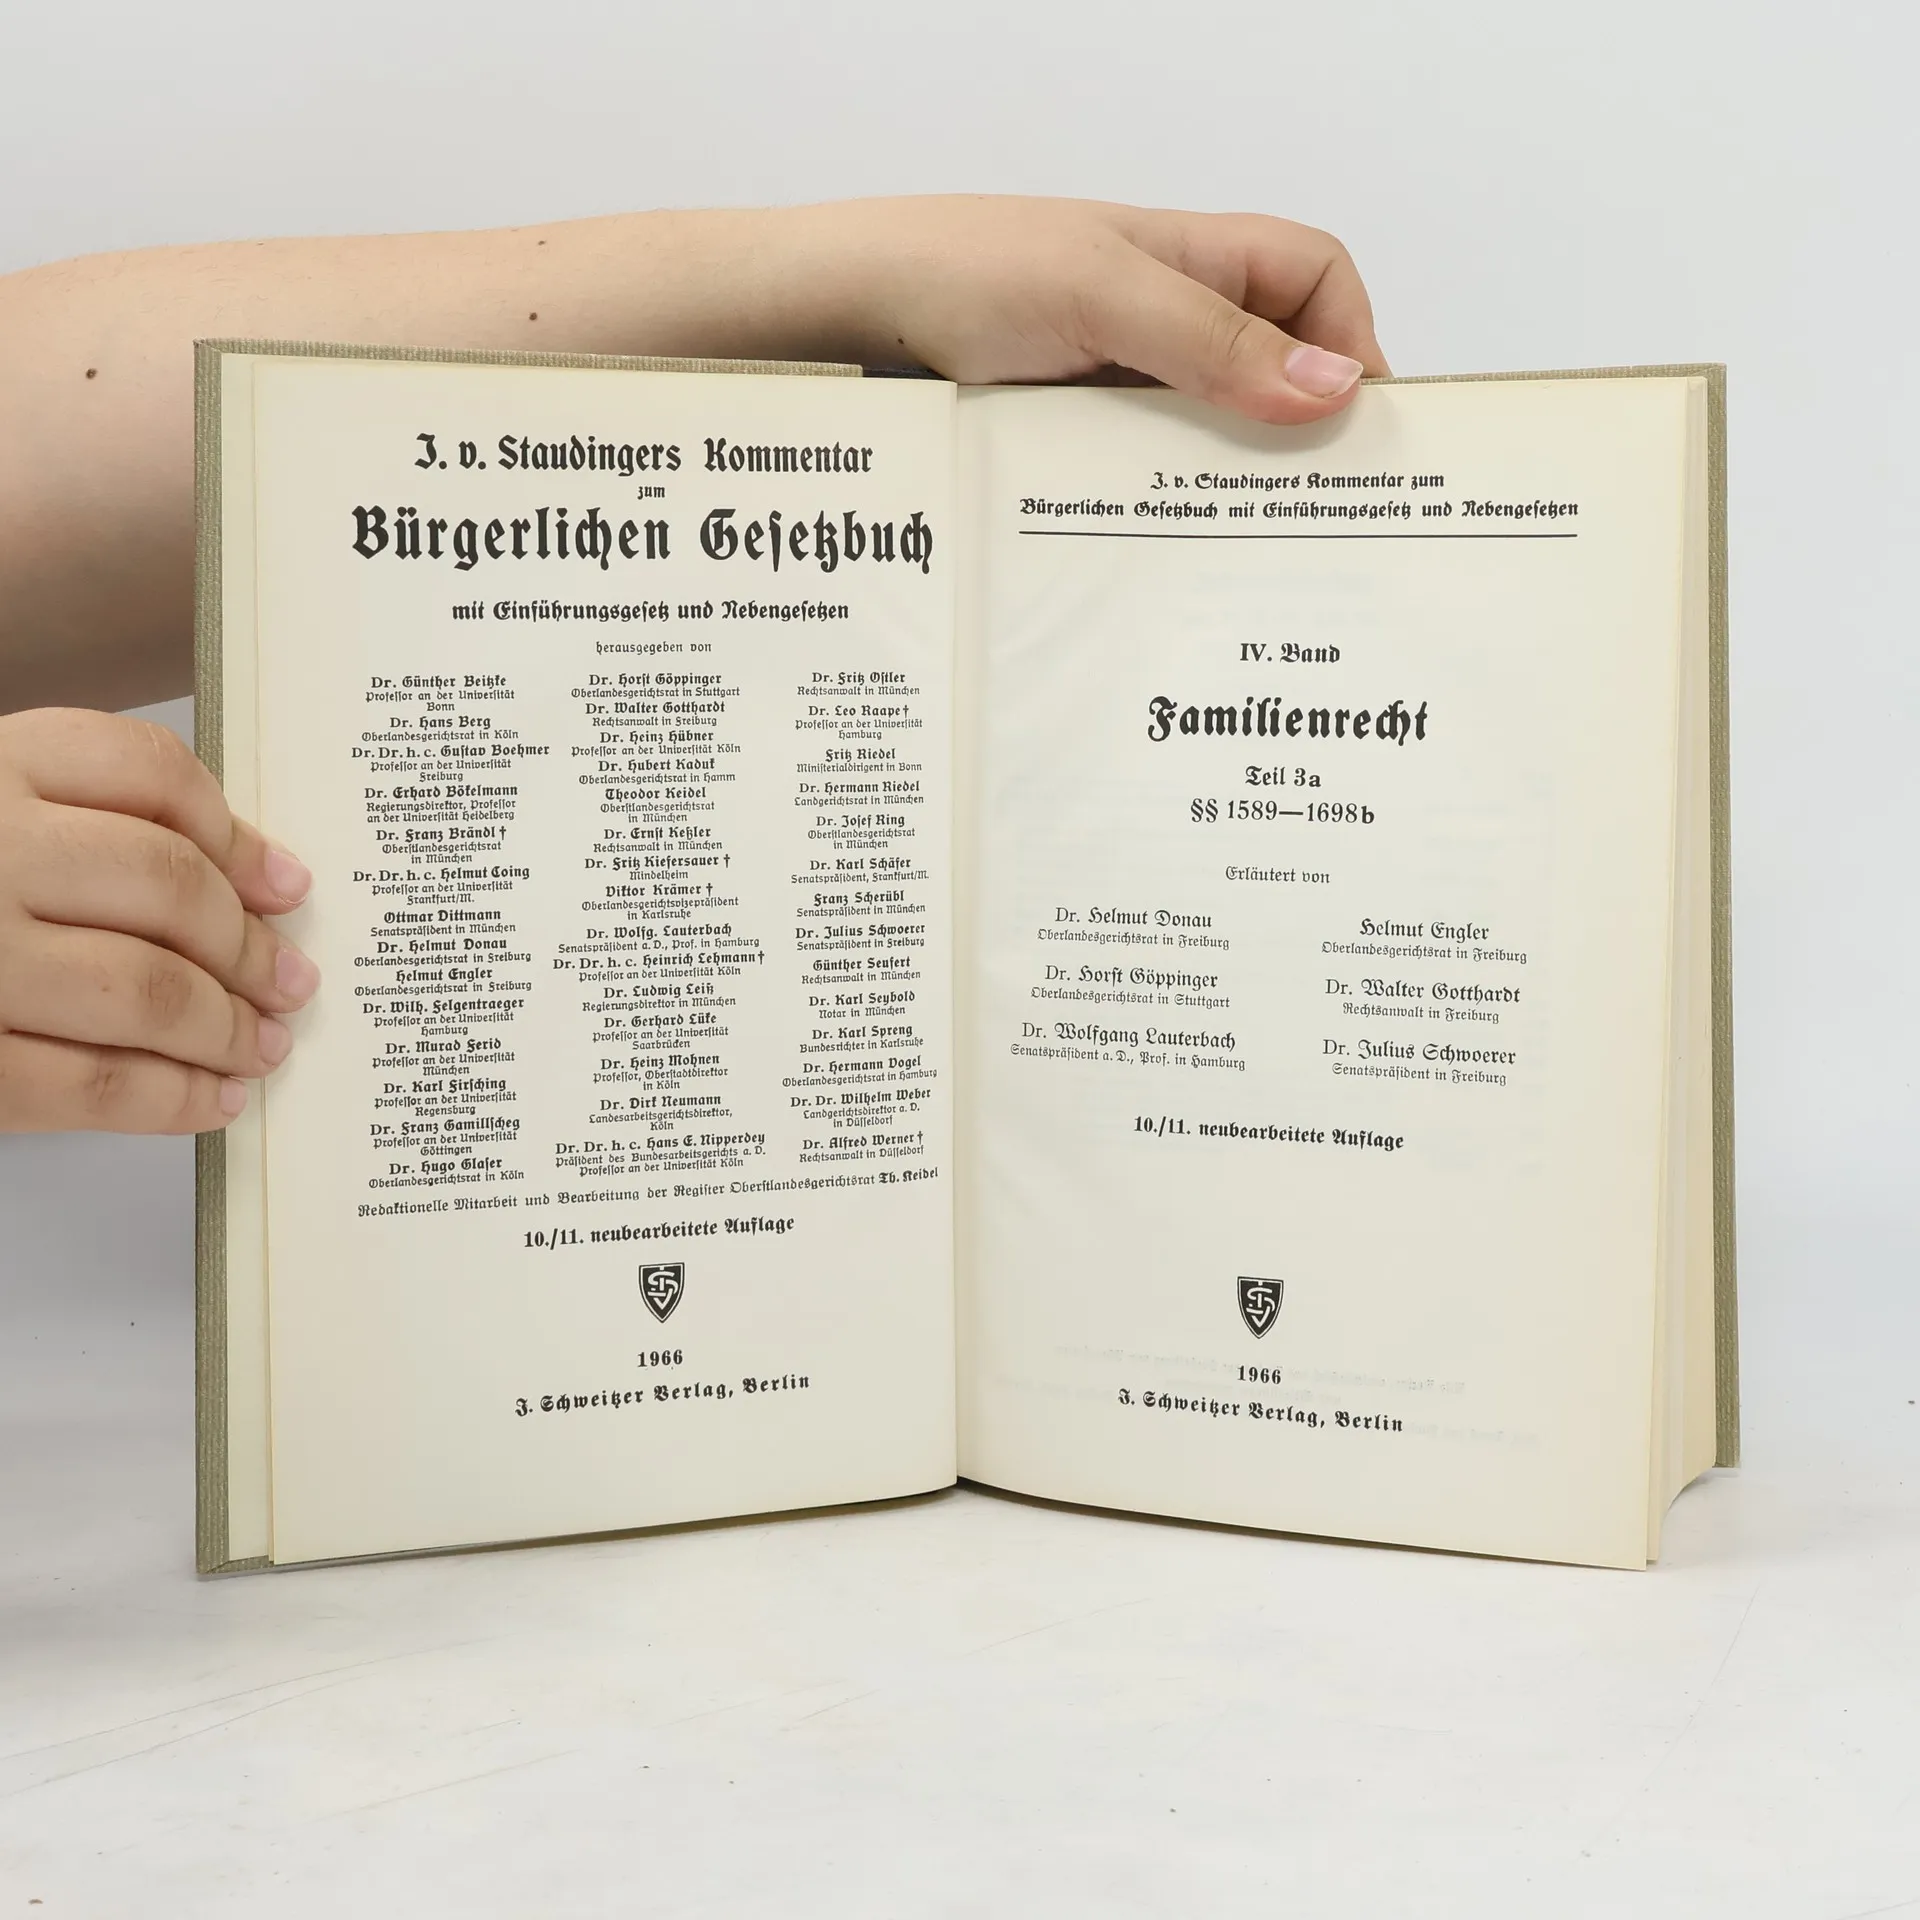 J. v. Staudingers Kommentar
zum
Bürgerlichen Gesetzbuch
mit Einführungsgesetz und Nebengesetzen
herausgegeben von
Dr. Günther Beitzke
Professor an der Universität
Bonn
Dr. Hans Berg
Oberlandesgerichtsrat in Köln
Dr. Dr. h. c. Gustav Boehmer
Professor an der Universität
Freiburg
Dr. Erhard Bökelmann
Regierungsdirektor, Professor
an der Universität Heidelberg
Dr. Franz Brändl †
Oberstlandesgerichtsrat
in München
Dr. Dr. h. c. Helmut Coing
Professor an der Universität
Frankfurt/M.
Ottmar Dittmann
Senatspräsident in München
Dr. Helmut Donau
Oberlandesgerichtsrat in Freiburg
Helmut Engler
Oberlandesgerichtsrat in Freiburg
Dr. Wilh. Felgentraeger
Professor an der Universität
Hamburg
Dr. Murad Ferid
Professor an der Universität
München
Dr. Karl Firsching
Professor an der Universität
Regensburg
Dr. Franz Gamillscheg
Professor an der Universität
Göttingen
Dr. Hugo Glaser
Oberlandesgerichtsrat in Köln
Dr. Horst Göppinger
Oberlandesgerichtsrat in Stuttgart
Dr. Walter Gotthardt
Rechtsanwalt in Freiburg
Dr. Heinz Hübner
Professor an der Universität Köln
Dr. Hubert Kaduk
Oberlandesgerichtsrat in Hamm
Theodor Keidel
Oberstlandesgerichtsrat
in München
Dr. Ernst Keßler
Rechtsanwalt in München
Dr. Fritz Kiefersauer †
Mindelheim
Viktor Krämer †
Oberlandesgerichtsvizepräsident
in Karlsruhe
Dr. Wolfg. Lauterbach
Senatspräsident a. D., Prof. in Hamburg
Dr. Dr. h. c. Heinrich Lehmann †
Professor an der Universität Köln
Dr. Ludwig Leiß
Regierungsdirektor in München
Dr. Gerhard Lüke
Professor an der Universität
Saarbrücken
Dr. Heinz Mohnen
Professor, Oberstadtdirektor
in Köln
Dr. Dirk Neumann
Landesarbeitsgerichtsdirektor,
Köln
Dr. Dr. h. c. Hans C. Nipperdey
Präsident des Bundesarbeitsgerichts a. D.
Professor an der Universität Köln
Dr. Fritz Ostler
Rechtsanwalt in München
Dr. Leo Raape †
Professor an der Universität
Hamburg
Fritz Riedel
Ministerialdirigent in Bonn
Dr. Hermann Riedel
Landgerichtsrat in München
Dr. Josef Ring
Oberstlandesgerichtsrat
in München
Dr. Karl Schäfer
Senatspräsident, Frankfurt/M.
Franz Scherübl
Senatspräsident in München
Dr. Julius Schwoerer
Senatspräsident in Freiburg
Günther Seufert
Rechtsanwalt in München
Dr. Karl Seybold
Notar in München
Dr. Karl Spreng
Bundesrichter in Karlsruhe
Dr. Hermann Vogel
Oberlandesgerichtsrat in Hamburg
Dr. Dr. Wilhelm Weber
Landgerichtsdirektor a. D.
in Düsseldorf
Dr. Alfred Werner †
Rechtsanwalt in Düsseldorf
Redaktionelle Mitarbeit und Bearbeitung der Register Oberstlandesgerichtsrat Th. Keidel
10./11. neubearbeitete Auflage
1966
J. Schweitzer Verlag, Berlin
J. v. Staudingers Kommentar zum
Bürgerlichen Gesetzbuch mit Einführungsgesetz und Nebengesetzen
IV. Band
Familienrecht
Teil 3a
§§ 1589—1698b
Erläutert von
Dr. Helmut Donau
Oberlandesgerichtsrat in Freiburg
Dr. Horst Göppinger
Oberlandesgerichtsrat in Stuttgart
Dr. Wolfgang Lauterbach
Senatspräsident a. D., Prof. in Hamburg
Helmut Engler
Oberlandesgerichtsrat in Freiburg
Dr. Walter Gotthardt
Rechtsanwalt in Freiburg
Dr. Julius Schwoerer
Senatspräsident in Freiburg
10./11. neubearbeitete Auflage
1966
J. Schweitzer Verlag, Berlin